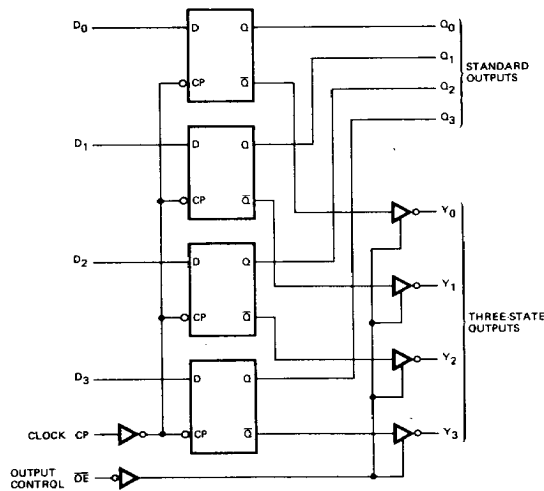 D0 D Q Q0
CP Q̅
Q1
STANDARD OUTPUTS
Q2
Q3
D1 D Q
CP Q̅
Y0
D2 D Q
CP Q̅
Y1
THREE-STATE OUTPUTS
Y2
D3 D Q
CLOCK CP CP Q̅ Y3
OUTPUT CONTROL O̅E̅